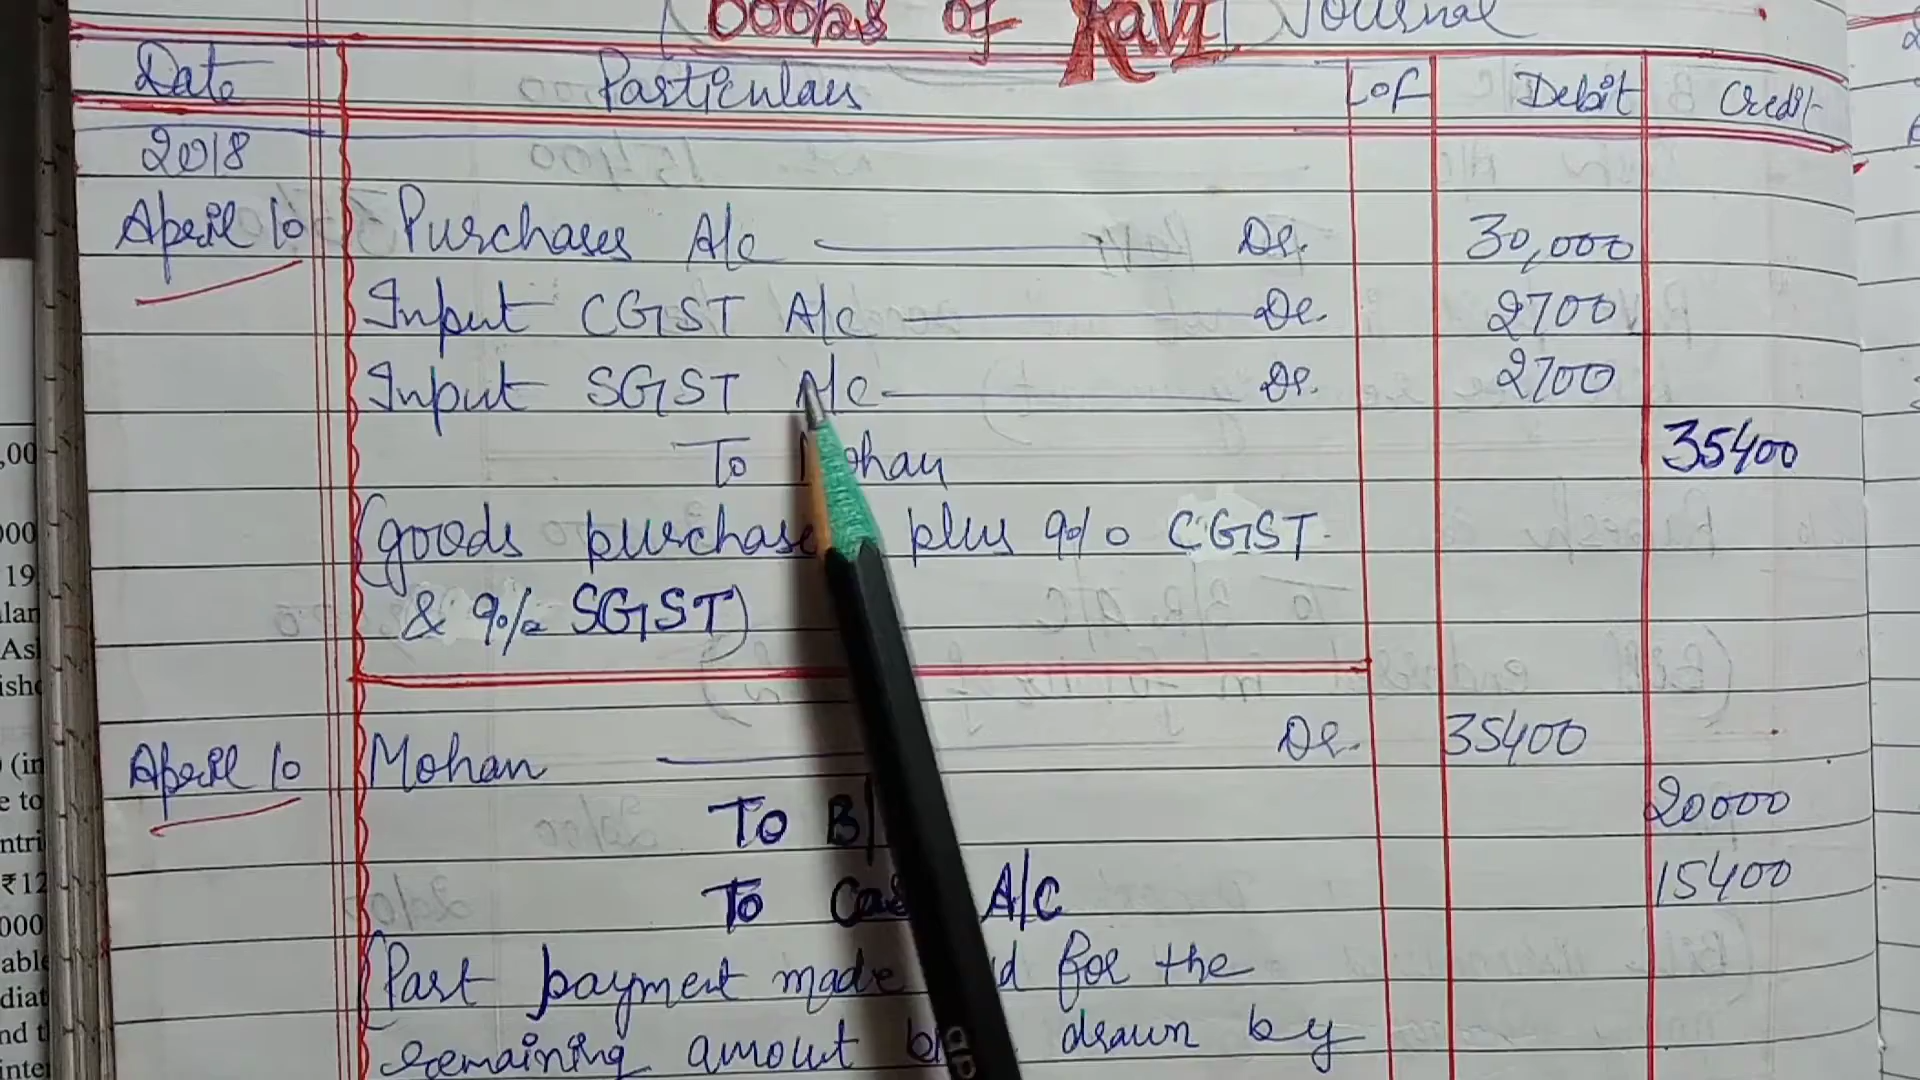 Books of RAVI Journal
Date Particulars L.F Debit Credit
2018
April 10 Purchases A/c Dr. 30,000
Input CGST A/c Dr. 2700
Input SGST A/c Dr. 2700
To Mohan 35400
(goods purchase plus 9% CGST
& 9% SGST)
April 10 Mohan Dr. 35400
To B/ 20000
To Cas A/C 15400
(Part payment made for the
remaining amount drawn by